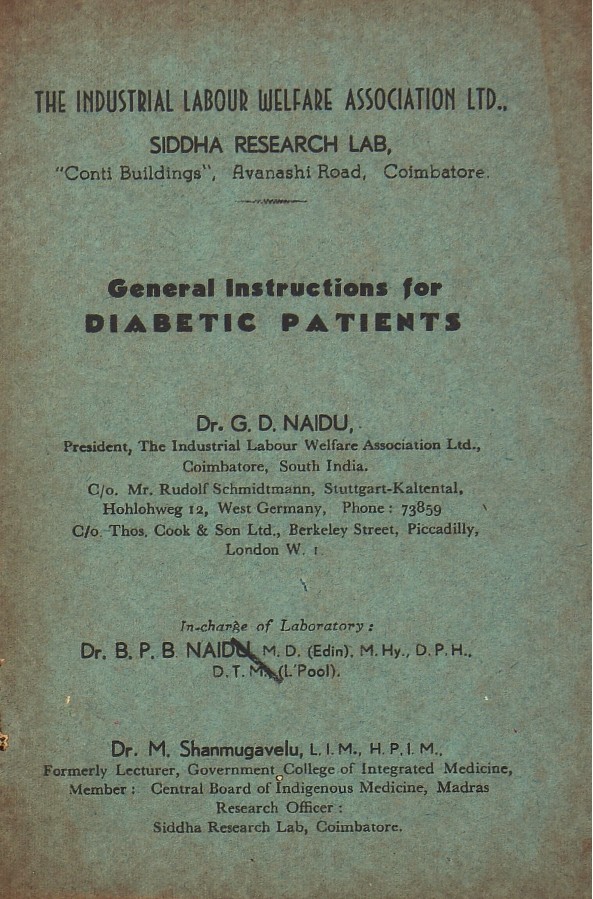 THE INDUSTRIAL LABOUR WELFARE ASSOCIATION LTD.,
SIDDHA RESEARCH LAB,
"Conti Buildings", Avanashi Road, Coimbatore.
General Instructions for
DIABETIC PATIENTS
Dr. G. D. NAIDU,
President, The Industrial Labour Welfare Association Ltd.,
Coimbatore, South India.
C/o. Mr. Rudolf Schmidtmann, Stuttgart-Kaltental,
Hohlohweg 12, West Germany, Phone : 73859
C/o. Thos. Cook & Son Ltd., Berkeley Street, Piccadilly,
London W. 1.
In-charge of Laboratory :
Dr. B. P. B. NAIDU, M. D. (Edin), M. Hy., D. P. H.,
D. T. M., (L'Pool).
Dr. M. Shanmugavelu, L. I. M., H. P. I. M.,
Formerly Lecturer, Government College of Integrated Medicine,
Member : Central Board of Indigenous Medicine, Madras
Research Officer :
Siddha Research Lab, Coimbatore.